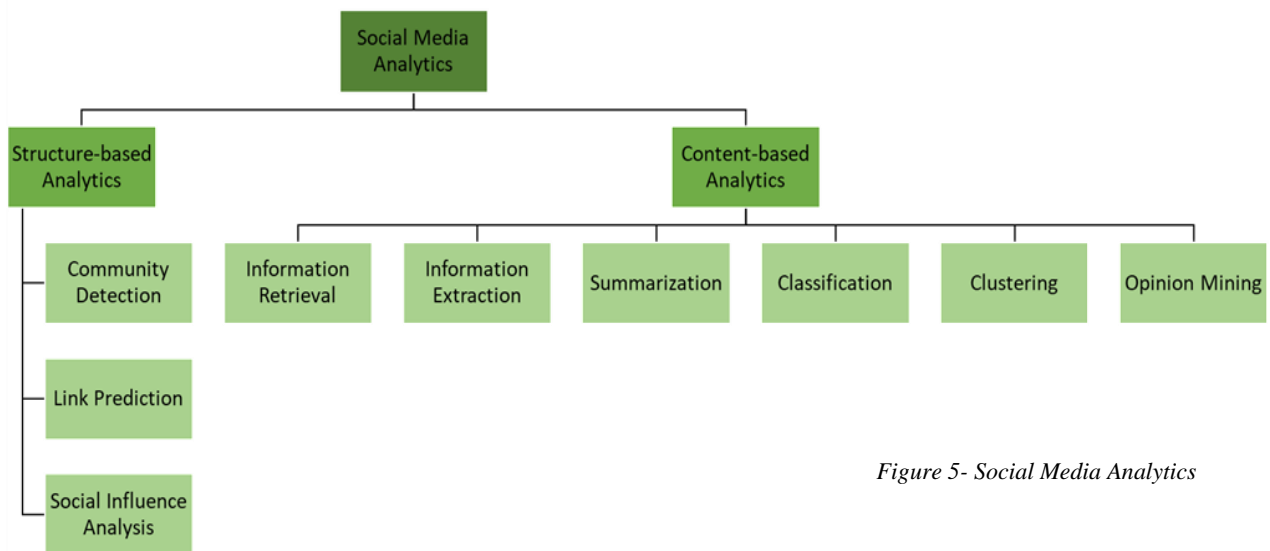 Social Media
Analytics
Structure-based
Analytics
Content-based
Analytics
Community
Detection
Information
Retrieval
Information
Extraction
Summarization
Classification
Clustering
Opinion Mining
Link Prediction
Social Influence
Analysis
Figure 5- Social Media Analytics